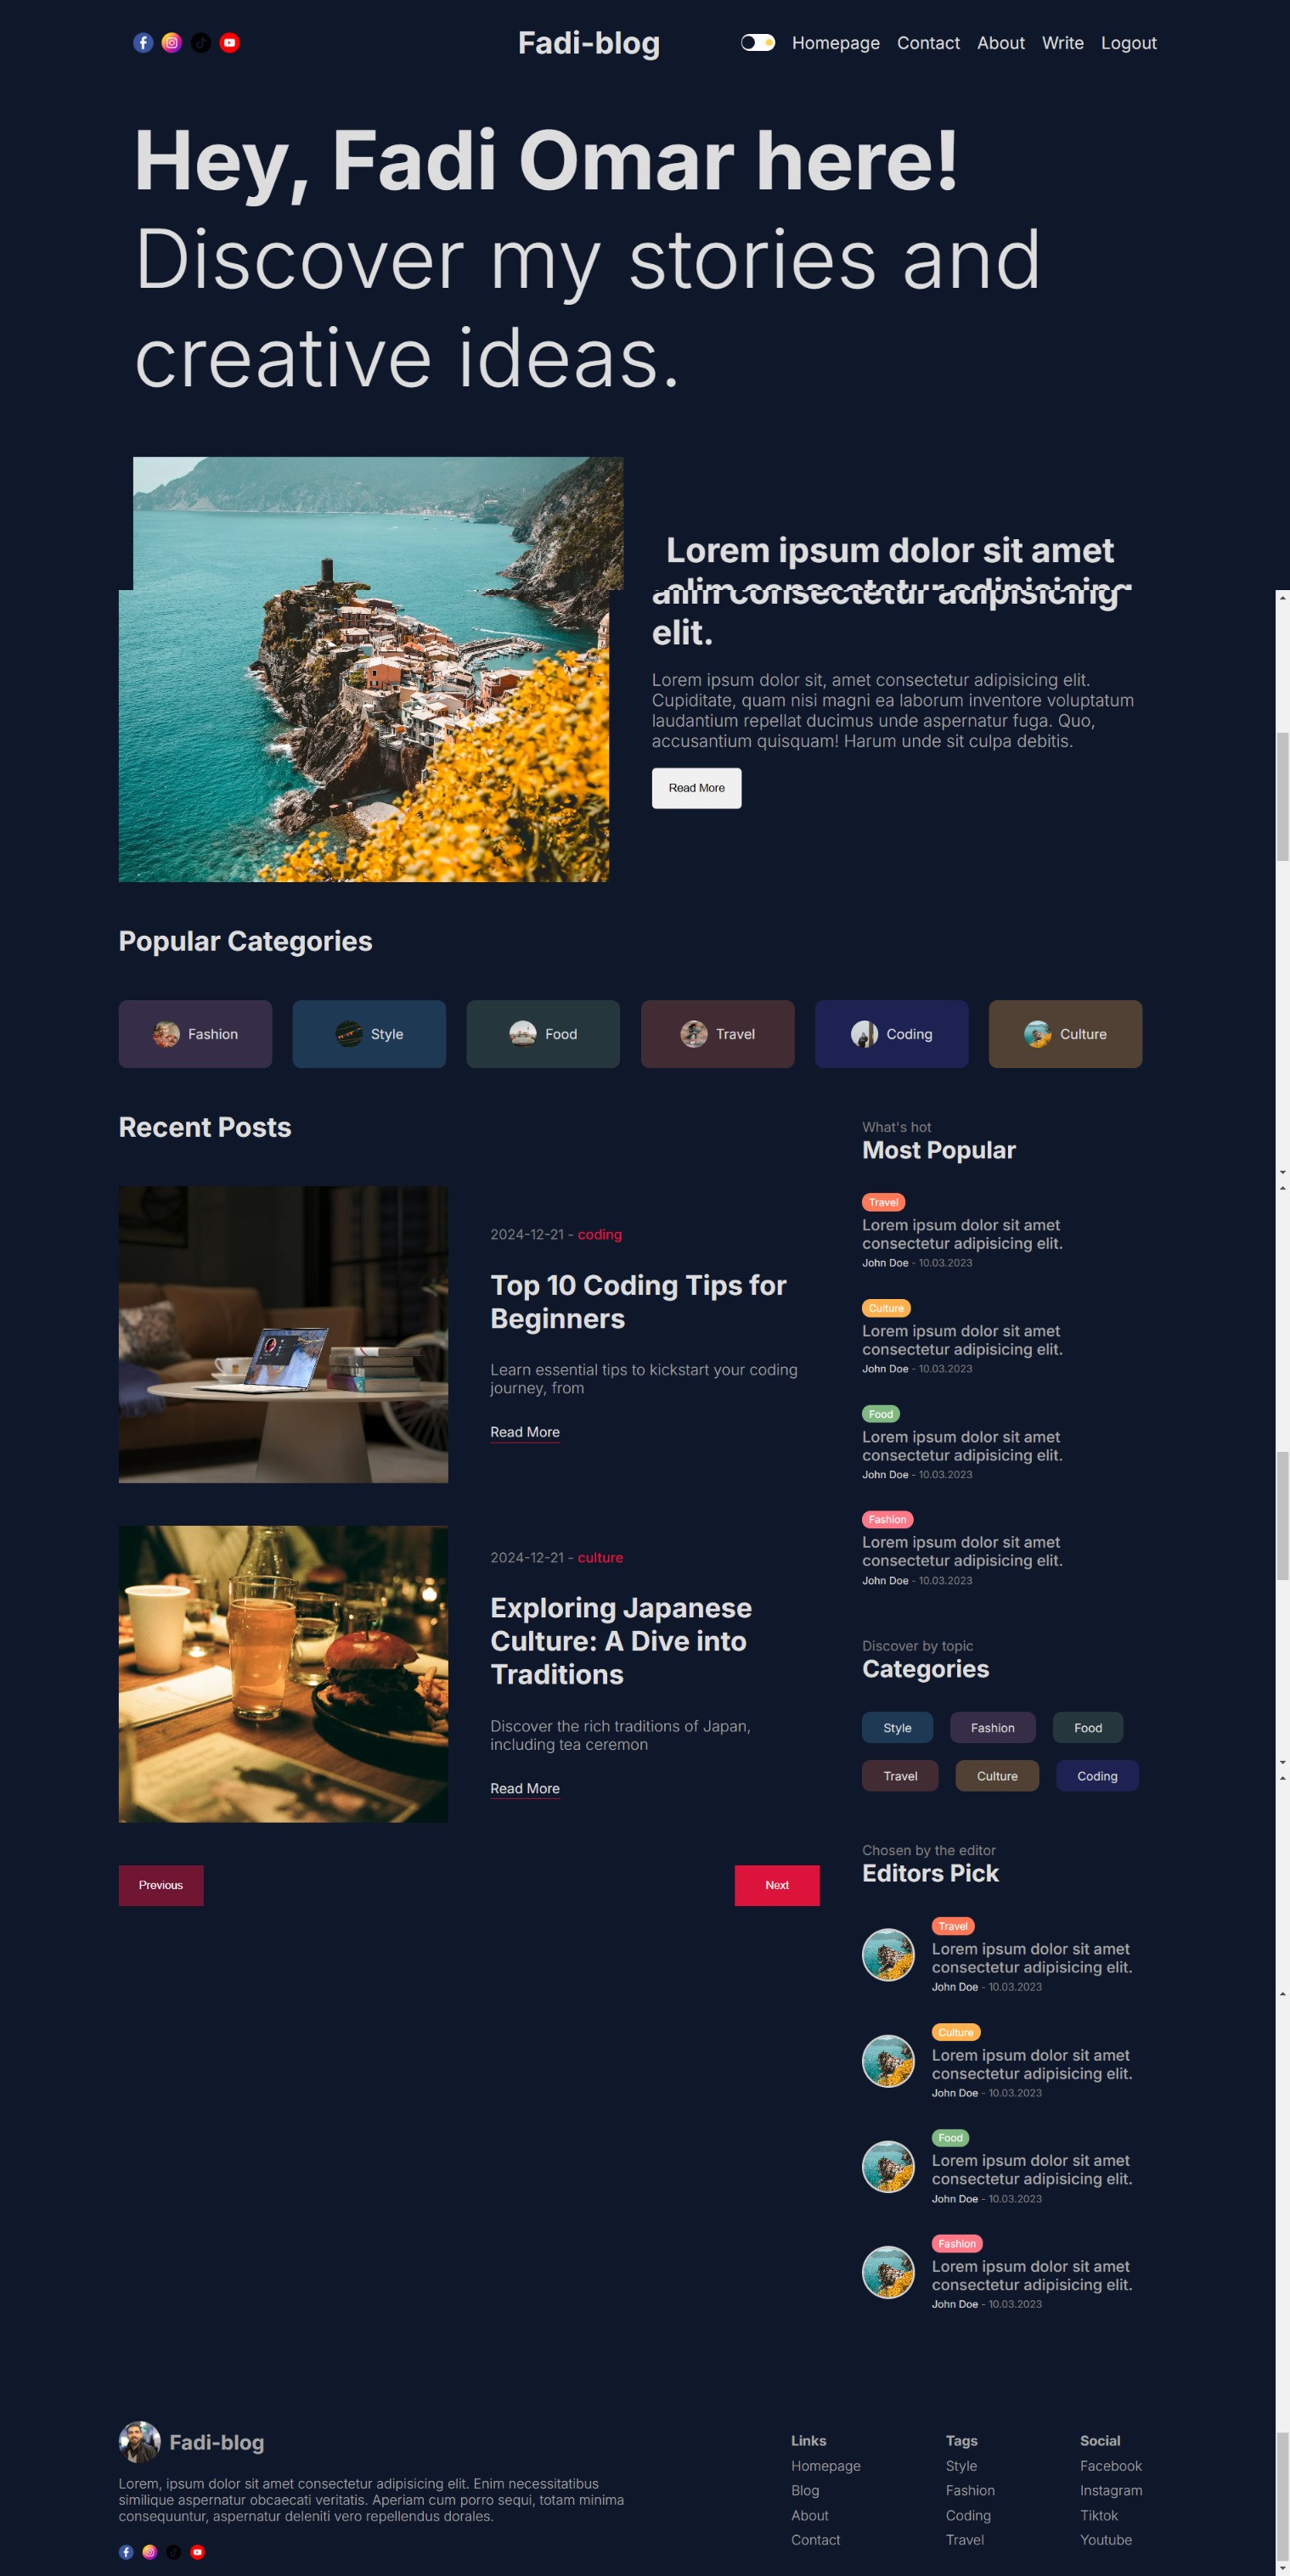 Fadi-blog
Homepage Contact About Write Logout
Hey, Fadi Omar here!
Discover my stories and
creative ideas.
Lorem ipsum dolor sit amet
alim consectetur adipisicing
elit.
Lorem ipsum dolor sit, amet consectetur adipisicing elit.
Cupiditate, quam nisi magni ea laborum inventore voluptatum
laudantium repellat ducimus unde aspernatur fuga. Quo,
accusantium quisquam! Harum unde sit culpa debitis.
Read More
Popular Categories
Fashion
Style
Food
Travel
Coding
Culture
Recent Posts
2024-12-21 - coding
Top 10 Coding Tips for
Beginners
Learn essential tips to kickstart your coding
journey, from
Read More
2024-12-21 - culture
Exploring Japanese
Culture: A Dive into
Traditions
Discover the rich traditions of Japan,
including tea ceremon
Read More
Previous
Next
What's hot
Most Popular
Travel
Lorem ipsum dolor sit amet
consectetur adipisicing elit.
John Doe - 10.03.2023
Culture
Lorem ipsum dolor sit amet
consectetur adipisicing elit.
John Doe - 10.03.2023
Food
Lorem ipsum dolor sit amet
consectetur adipisicing elit.
John Doe - 10.03.2023
Fashion
Lorem ipsum dolor sit amet
consectetur adipisicing elit.
John Doe - 10.03.2023
Discover by topic
Categories
Style
Fashion
Food
Travel
Culture
Coding
Chosen by the editor
Editors Pick
Travel
Lorem ipsum dolor sit amet
consectetur adipisicing elit.
John Doe - 10.03.2023
Culture
Lorem ipsum dolor sit amet
consectetur adipisicing elit.
John Doe - 10.03.2023
Food
Lorem ipsum dolor sit amet
consectetur adipisicing elit.
John Doe - 10.03.2023
Fashion
Lorem ipsum dolor sit amet
consectetur adipisicing elit.
John Doe - 10.03.2023
Fadi-blog
Lorem, ipsum dolor sit amet consectetur adipisicing elit. Enim necessitatibus
similique aspernatur obcaecati veritatis. Aperiam cum porro sequi, totam minima
consequuntur, aspernatur deleniti vero repellendus dorales.
Links
Homepage
Blog
About
Contact
Tags
Style
Fashion
Coding
Travel
Social
Facebook
Instagram
Tiktok
Youtube